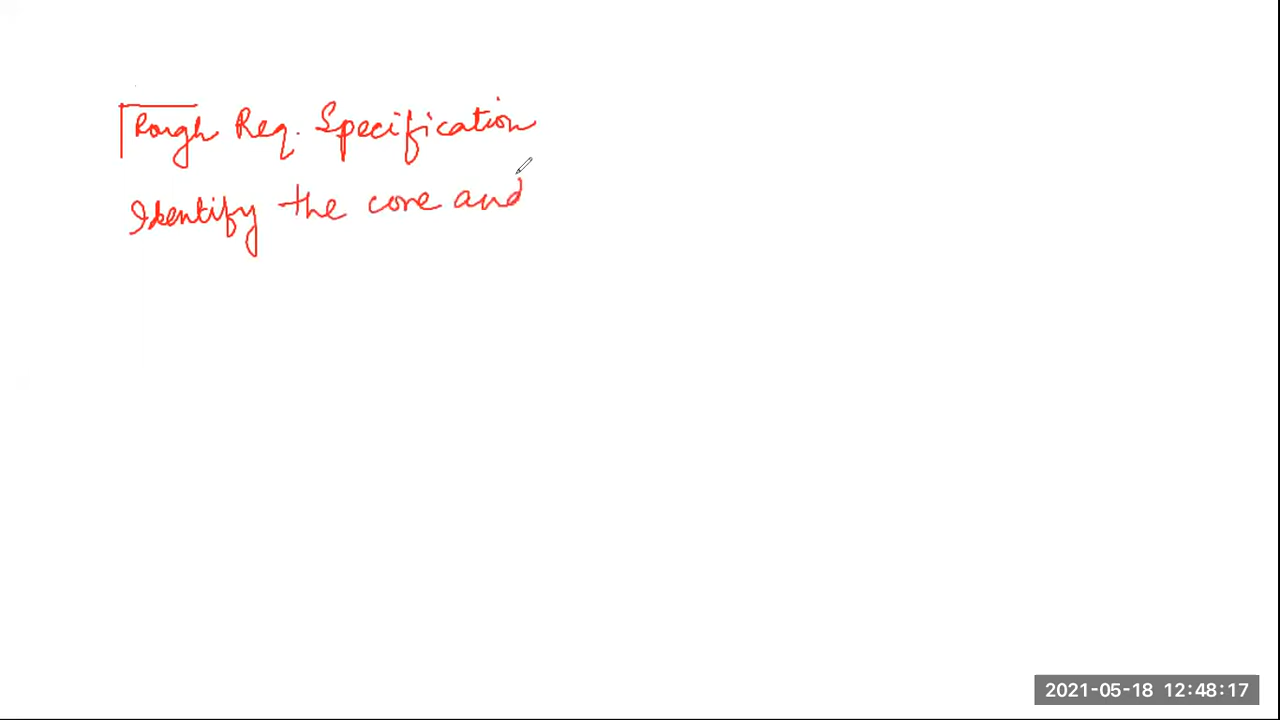 Rough Req. Specification
Identify the core and
2021-05-18 12:48:17